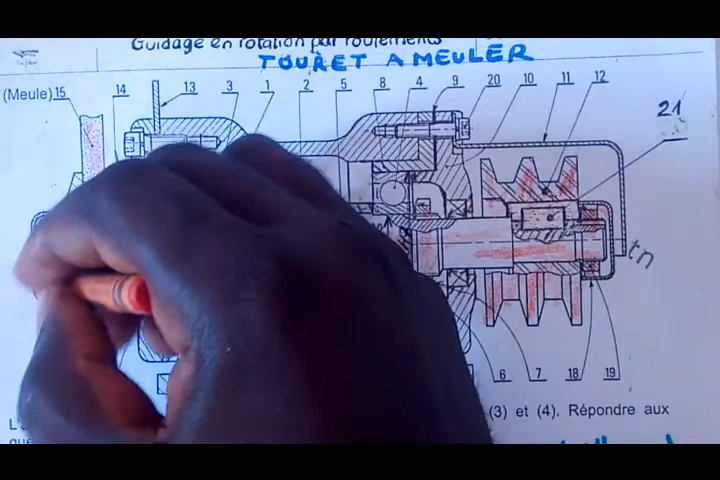 Guidage en rotation par roulements
TOURET A MEULER
(Meule) 15 14 13 3 1 2 5 8 4 9 20 10 11 12 21
tn
6 7 18 19
(3) et (4). Répondre aux